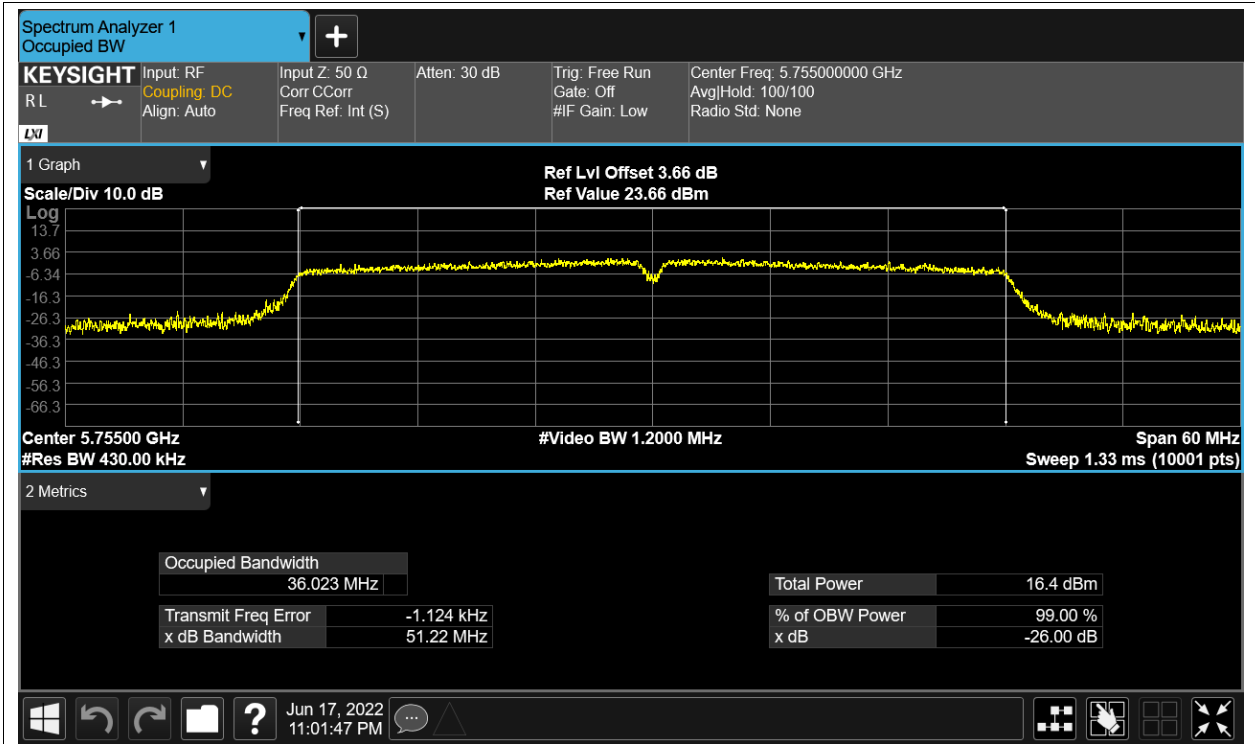 Spectrum Analyzer 1
Occupied BW
+
KEYSIGHT
R L
LXI
Input: RF
Coupling: DC
Align: Auto
Input Z: 50 Ω
Corr CCorr
Freq Ref: Int (S)
Atten: 30 dB
Trig: Free Run
Gate: Off
#IF Gain: Low
Center Freq: 5.755000000 GHz
Avg|Hold: 100/100
Radio Std: None
1 Graph
Scale/Div 10.0 dB
Ref Lvl Offset 3.66 dB
Ref Value 23.66 dBm
Log
13.7
3.66
-6.34
-16.3
-26.3
-36.3
-46.3
-56.3
-66.3
Center 5.75500 GHz
#Video BW 1.2000 MHz
Span 60 MHz
#Res BW 430.00 kHz
Sweep 1.33 ms (10001 pts)
2 Metrics
Occupied Bandwidth
36.023 MHz
Total Power 16.4 dBm
Transmit Freq Error -1.124 kHz
% of OBW Power 99.00 %
x dB Bandwidth 51.22 MHz
x dB -26.00 dB
?
Jun 17, 2022
11:01:47 PM